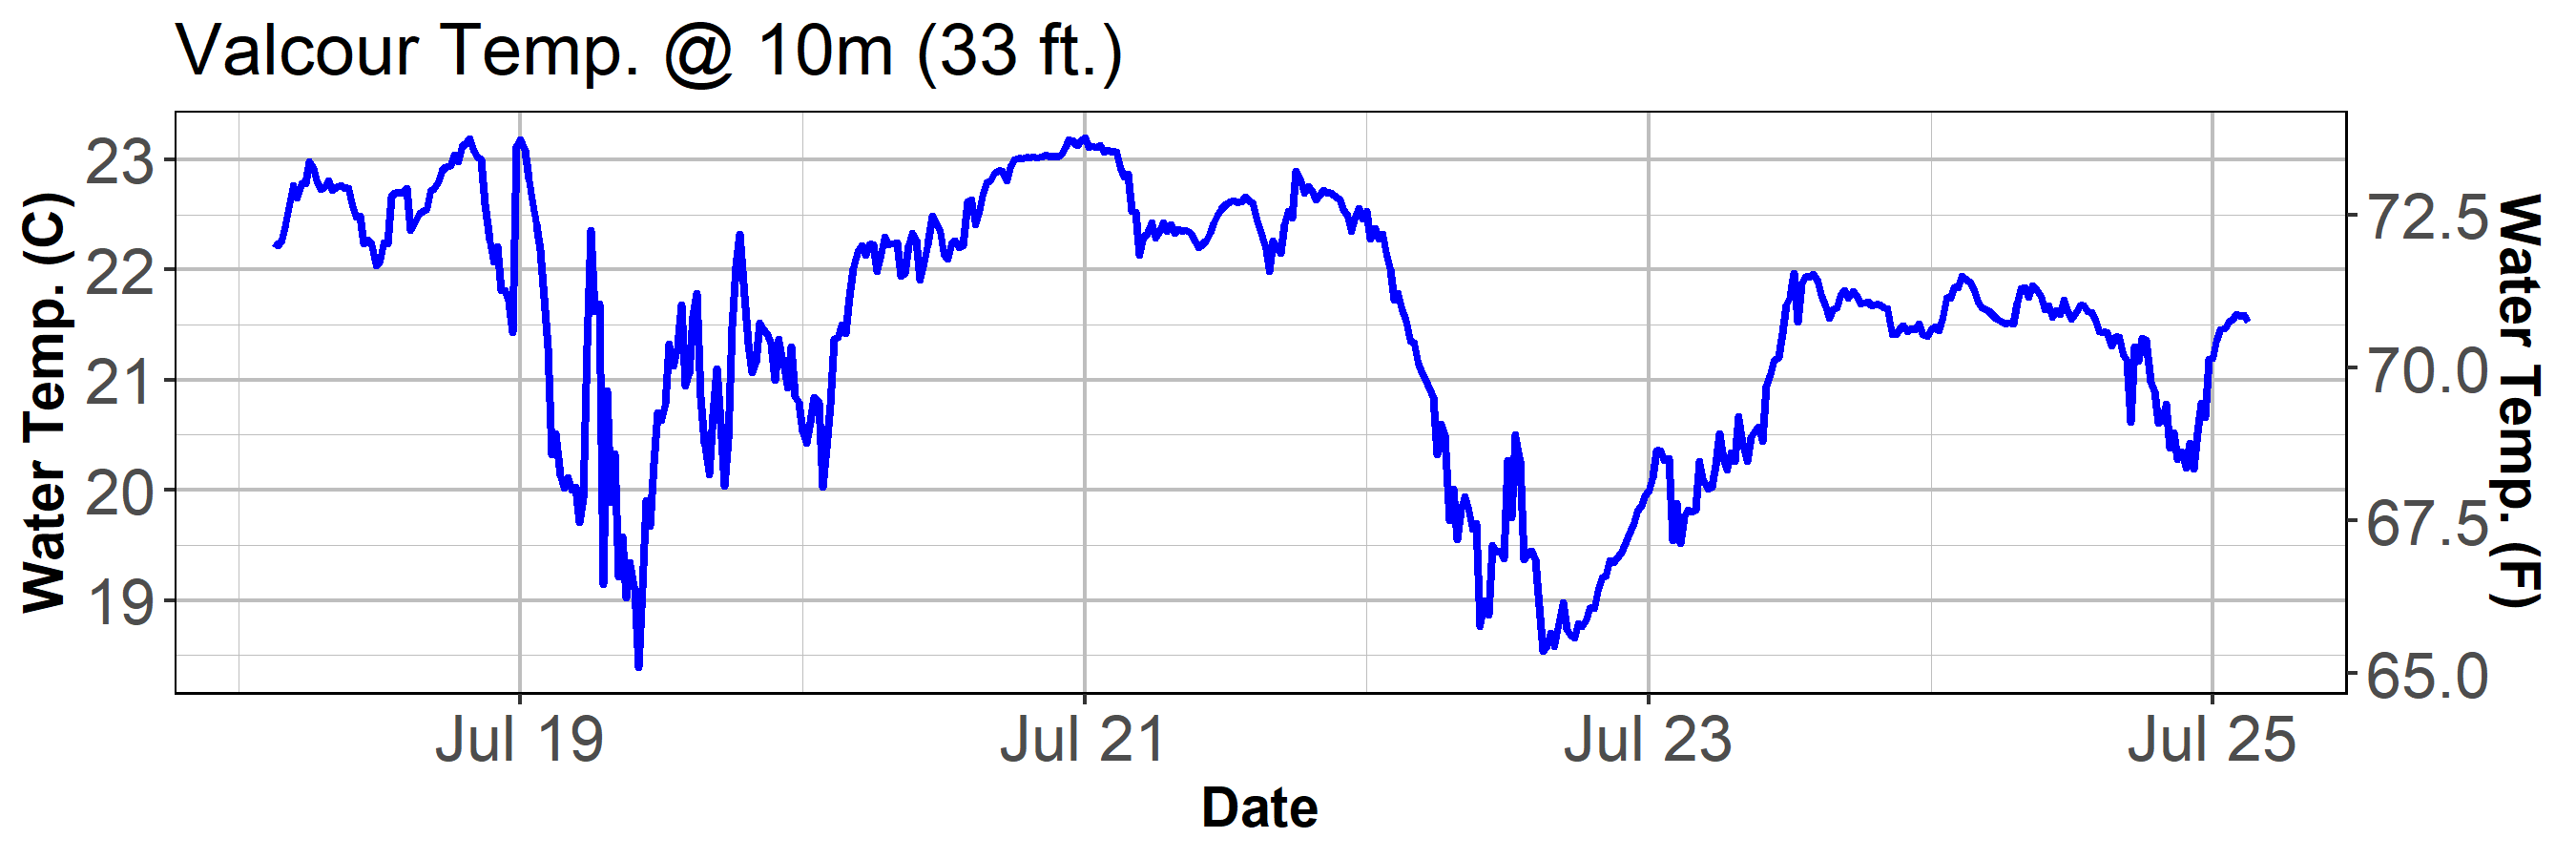 Valcour Temp. @ 10m (33 ft.)
Water Temp. (C)
23
22
21
20
19
72.5
70.0
67.5
65.0
Water Temp. (F)
Jul 19
Jul 21
Jul 23
Jul 25
Date